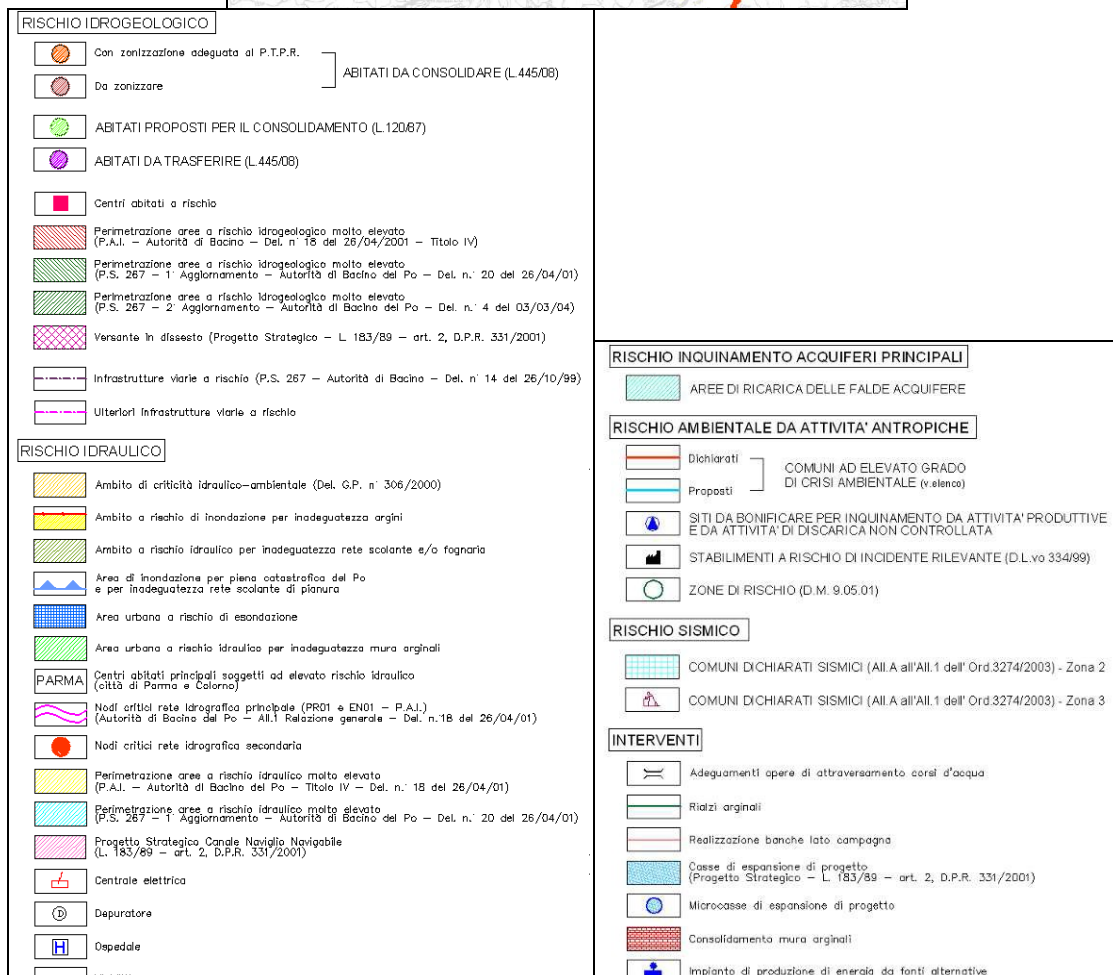 RISCHIO IDROGEOLOGICO
Con zonizzazione adeguata al P.T.P.R.
Da zonizzare
ABITATI DA CONSOLIDARE (L.445/08)
ABITATI PROPOSTI PER IL CONSOLIDAMENTO (L.120/87)
ABITATI DA TRASFERIRE (L.445/08)
Centri abitati a rischio
Perimetrazione aree a rischio idrogeologico molto elevato
(P.A.I. – Autorità di Bacino – Del. n° 18 del 26/04/2001 – Titolo IV)
Perimetrazione aree a rischio idrogeologico molto elevato
(P.S. 267 – 1° Aggiornamento – Autorità di Bacino del Po – Del. n.° 20 del 26/04/01)
Perimetrazione aree a rischio idrogeologico molto elevato
(P.S. 267 – 2° Aggiornamento – Autorità di Bacino del Po – Del. n.° 4 del 03/03/04)
Versante in dissesto (Progetto Strategico – L. 183/89 – art. 2, D.P.R. 331/2001)
Infrastrutture viarie a rischio (P.S. 267 – Autorità di Bacino – Del. n° 14 del 26/10/99)
Ulteriori infrastrutture viarie a rischio
RISCHIO IDRAULICO
Ambito di criticità idraulico-ambientale (Del. G.P. n° 306/2000)
Ambito a rischio di inondazione per inadeguatezza argini
Ambito a rischio idraulico per inadeguatezza rete scolante e/o fognaria
Area di inondazione per piena catastrofica del Po
e per inadeguatezza rete scolante di pianura
Area urbana a rischio di esondazione
Area urbana a rischio idraulico per inadeguatezza mura arginali
PARMA
Centri abitati principali soggetti ad elevato rischio idraulico
(città di Parma e Colorno)
Nodi critici rete idrografica principale (PR01 e EN01 – P.A.I.)
(Autorità di Bacino del Po – All.1 Relazione generale – Del. n.18 del 26/04/01)
Nodi critici rete idrografica secondaria
Perimetrazione aree a rischio idraulico molto elevato
(P.A.I. – Autorità di Bacino del Po – Titolo IV – Del. n.° 18 del 26/04/01)
Perimetrazione aree a rischio idraulico molto elevato
(P.S. 267 – 1° Aggiornamento – Autorità di Bacino del Po – Del. n.° 20 del 26/04/01)
Progetto Strategico Canale Naviglio Navigabile
(L. 183/89 – art. 2, D.P.R. 331/2001)
Centrale elettrica
D Depuratore
H Ospedale
RISCHIO INQUINAMENTO ACQUIFERI PRINCIPALI
AREE DI RICARICA DELLE FALDE ACQUIFERE
RISCHIO AMBIENTALE DA ATTIVITA' ANTROPICHE
Dichiarati
Proposti
COMUNI AD ELEVATO GRADO
DI CRISI AMBIENTALE (v.elenco)
SITI DA BONIFICARE PER INQUINAMENTO DA ATTIVITA' PRODUTTIVE
E DA ATTIVITA' DI DISCARICA NON CONTROLLATA
STABILIMENTI A RISCHIO DI INCIDENTE RILEVANTE (D.L.vo 334/99)
ZONE DI RISCHIO (D.M. 9.05.01)
RISCHIO SISMICO
COMUNI DICHIARATI SISMICI (All.A all'All.1 dell' Ord.3274/2003) - Zona 2
COMUNI DICHIARATI SISMICI (All.A all'All.1 dell' Ord.3274/2003) - Zona 3
INTERVENTI
Adeguamenti opere di attraversamento corsi d'acqua
Rialzi arginali
Realizzazione banche lato campagna
Casse di espansione di progetto
(Progetto Strategico – L. 183/89 – art. 2, D.P.R. 331/2001)
Microcasse di espansione di progetto
Consolidamento mura arginali
Impianto di produzione di energia da fonti alternative